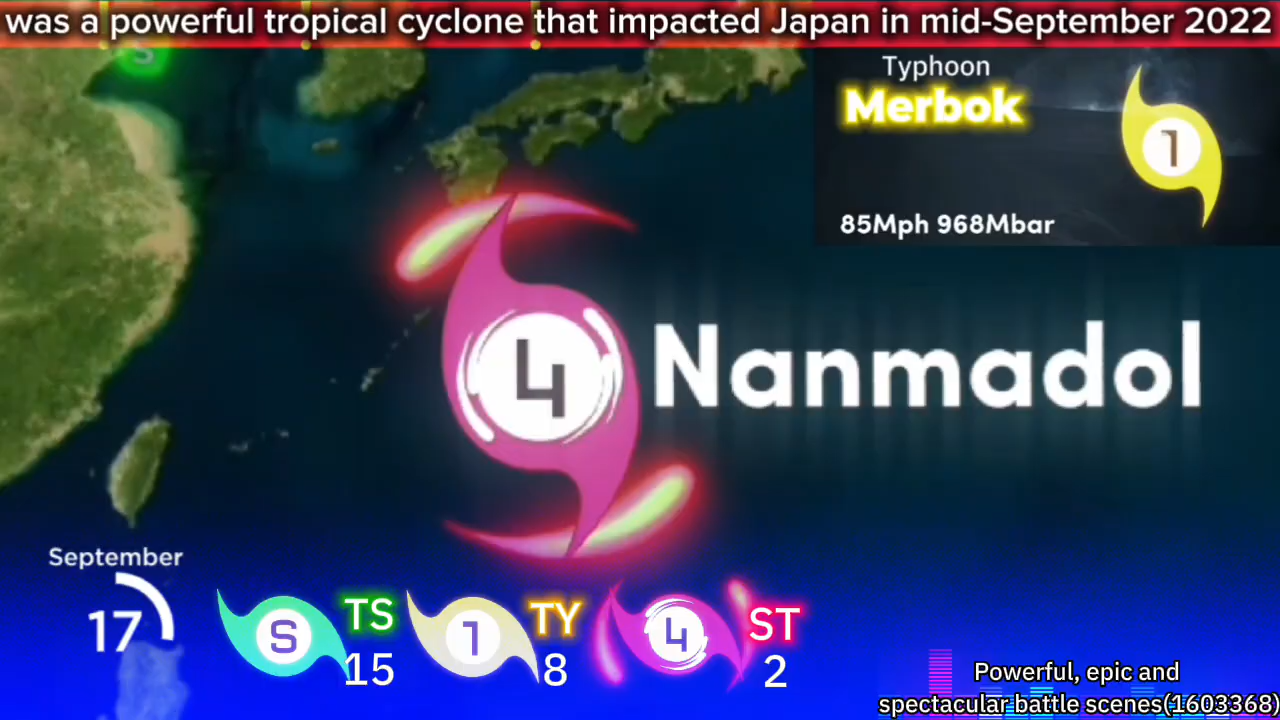 was a powerful tropical cyclone that impacted Japan in mid-September 2022
S
Typhoon
Merbok
1
85Mph 968Mbar
4
Nanmadol
September
17
S
TS
15
1
TY
8
4
ST
2
Powerful, epic and
spectacular battle scenes(1603368)